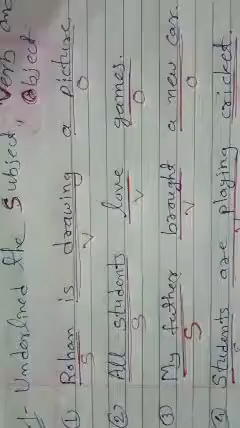 Underlined the Subject, Verb and
Object
① Rohan is drawing a picture.
S V O
② All students love games.
S V O
③ My father brought a new car.
S V O
④ Students are playing cricket.